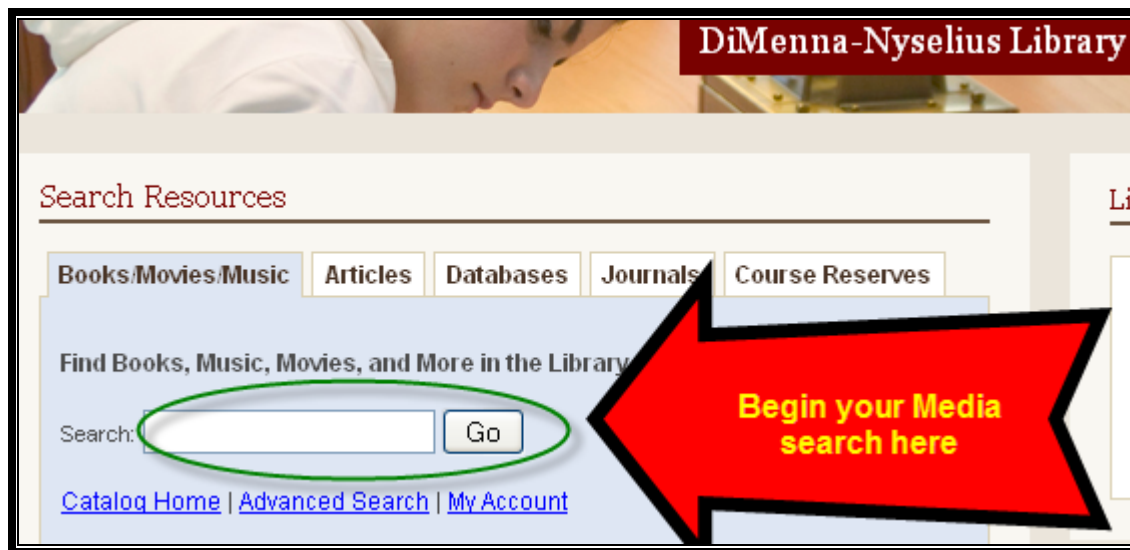 DiMenna-Nyselius Library
Search Resources
Books/Movies/Music Articles Databases Journals Course Reserves
Find Books, Music, Movies, and More in the Library
Search: Go
Begin your Media
search here
Catalog Home | Advanced Search | My Account